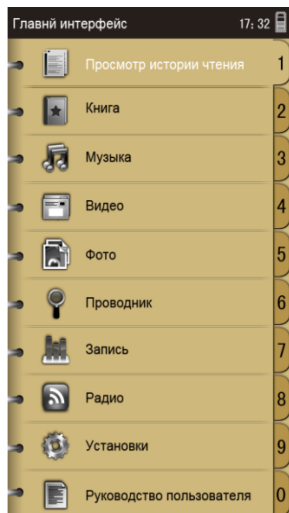 Главнй интерфейс 17:32
Просмотр истории чтения 1
Книга 2
Музыка 3
Видео 4
Фото 5
Проводник 6
Запись 7
Радио 8
Установки 9
Руководство пользователя 0